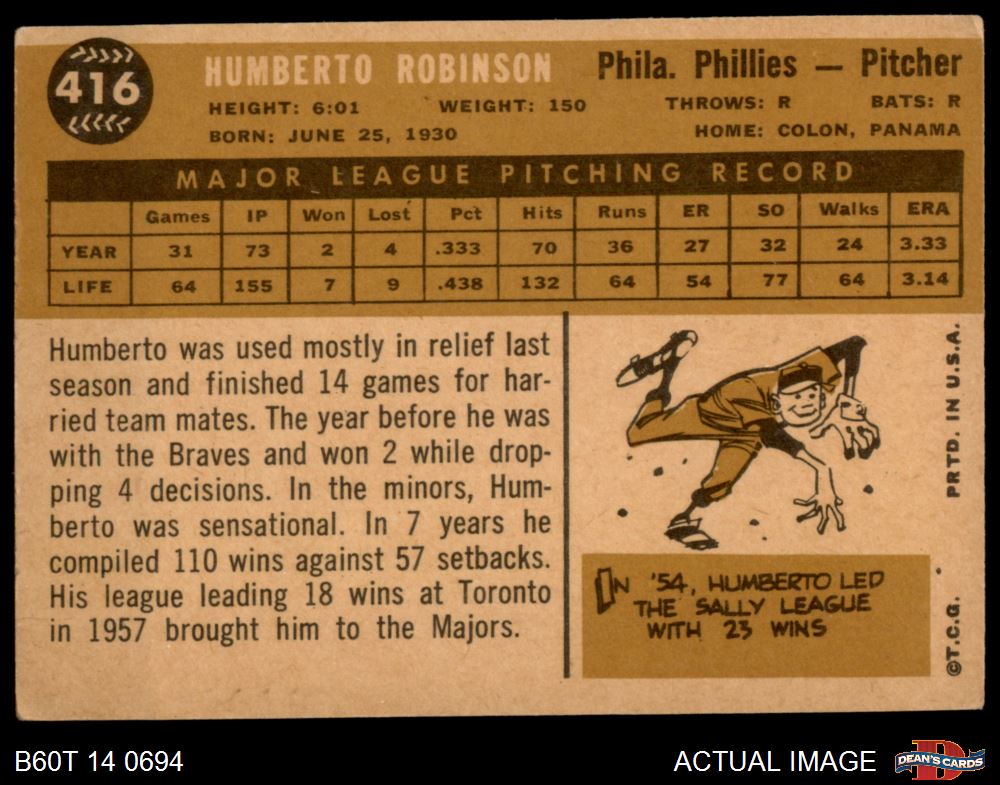 416
HUMBERTO ROBINSON Phila. Phillies — Pitcher
HEIGHT: 6:01 WEIGHT: 150 THROWS: R BATS: R
BORN: JUNE 25, 1930 HOME: COLON, PANAMA
MAJOR LEAGUE PITCHING RECORD
Games IP Won Lost Pct Hits Runs ER SO Walks ERA
YEAR 31 73 2 4 .333 70 36 27 32 24 3.33
LIFE 64 155 7 9 .438 132 64 54 77 64 3.14
Humberto was used mostly in relief last
season and finished 14 games for har-
ried team mates. The year before he was
with the Braves and won 2 while drop-
ping 4 decisions. In the minors, Hum-
berto was sensational. In 7 years he
compiled 110 wins against 57 setbacks.
His league leading 18 wins at Toronto
in 1957 brought him to the Majors.
IN '54, HUMBERTO LED
THE SALLY LEAGUE
WITH 23 WINS
©T.C.G. PRTD. IN U.S.A.
B60T 14 0694 ACTUAL IMAGE
D
DEAN'S CARDS